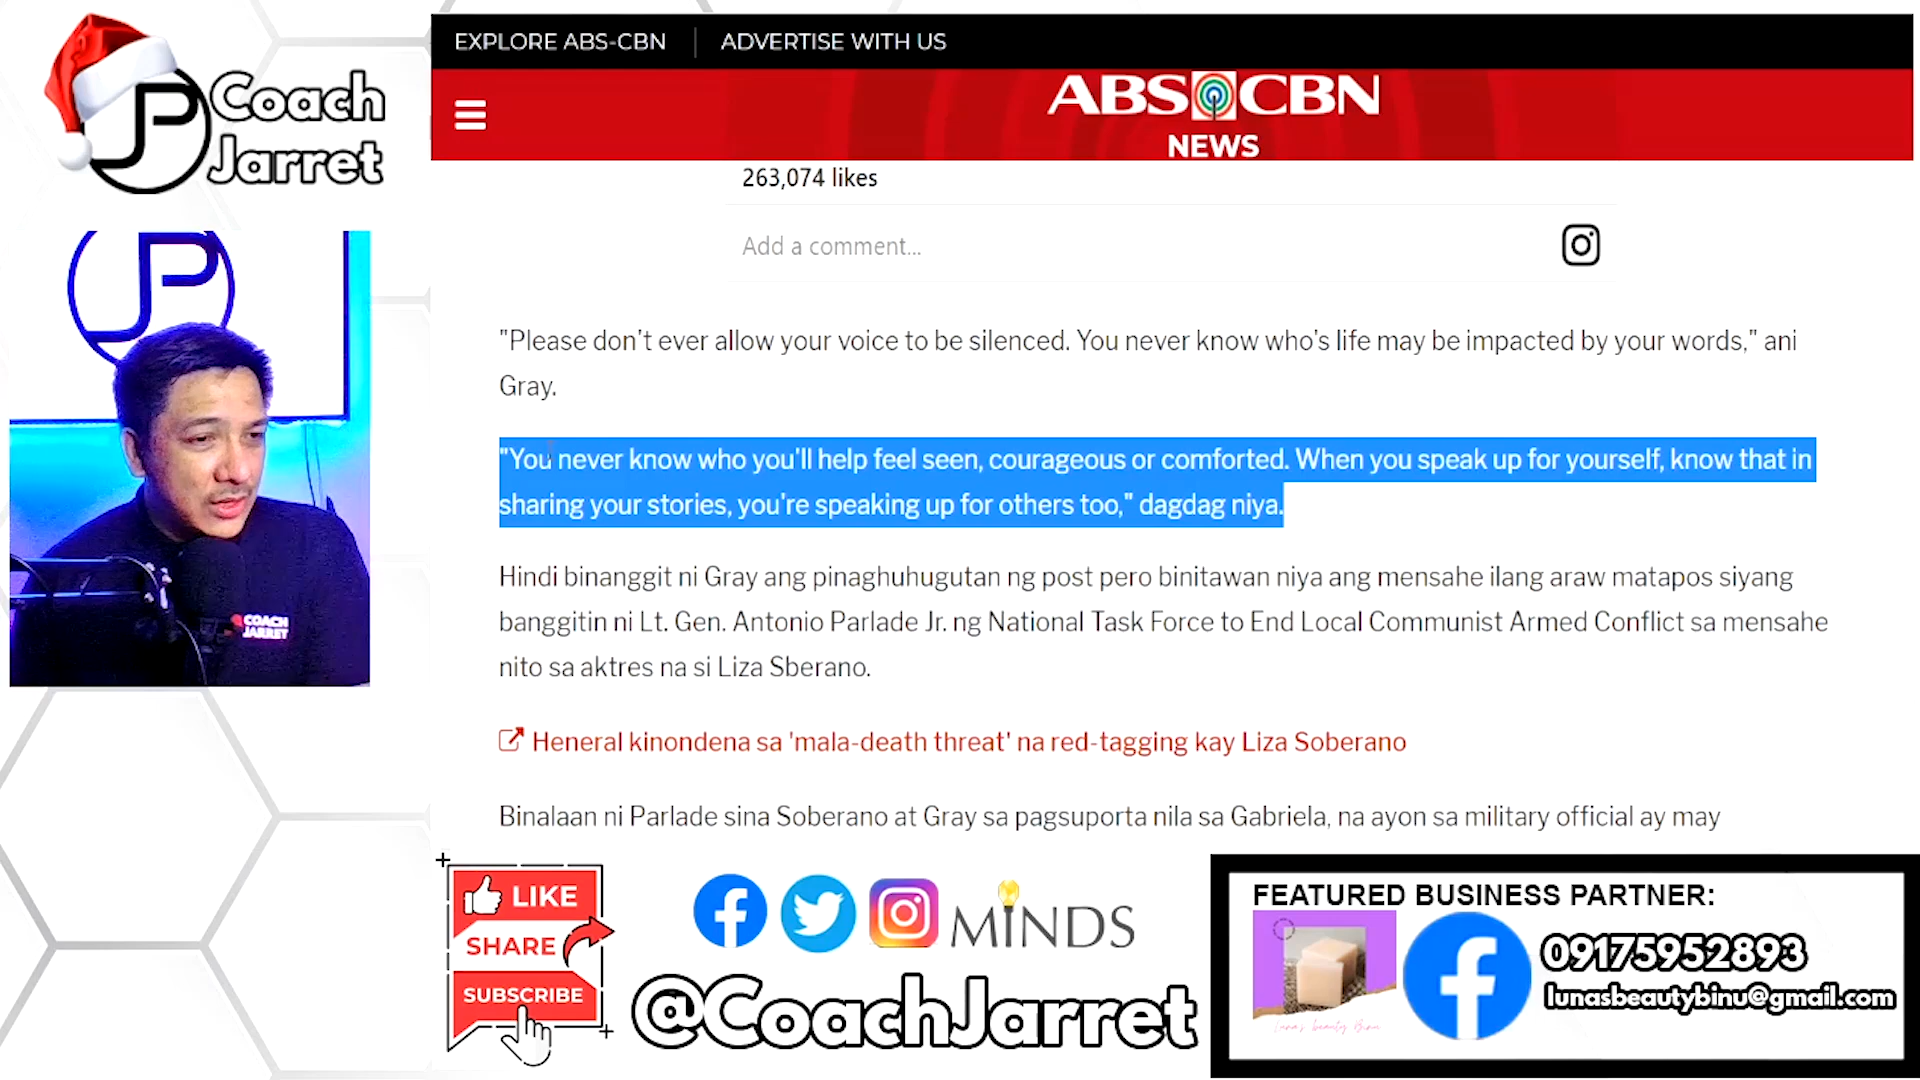 Coach
Jarret
JP
COACH
JARRET
EXPLORE ABS-CBN
ADVERTISE WITH US
ABS CBN
NEWS
263,074 likes
Add a comment...
"Please don't ever allow your voice to be silenced. You never know who's life may be impacted by your words," ani
Gray.
"You never know who you'll help feel seen, courageous or comforted. When you speak up for yourself, know that in
sharing your stories, you're speaking up for others too," dagdag niya.
Hindi binanggit ni Gray ang pinaghuhugutan ng post pero binitawan niya ang mensahe ilang araw matapos siyang
banggitin ni Lt. Gen. Antonio Parlade Jr. ng National Task Force to End Local Communist Armed Conflict sa mensahe
nito sa aktres na si Liza Sberano.
Heneral kinondena sa 'mala-death threat' na red-tagging kay Liza Soberano
Binalaan ni Parlade sina Soberano at Gray sa pagsuporta nila sa Gabriela, na ayon sa military official ay may
LIKE
SHARE
SUBSCRIBE
MINDS
@CoachJarret
FEATURED BUSINESS PARTNER:
09175952893
lunasbeautybinu@gmail.com
Luna's Beauty Binu